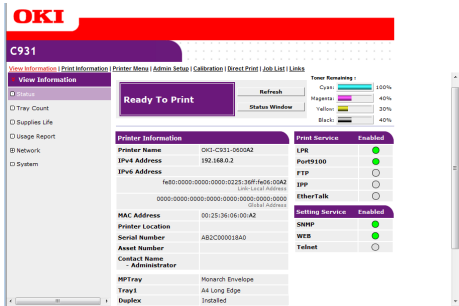 OKI
C931
View Information | Print Information | Printer Menu | Admin Setup | Calibration | Direct Print | Job List | Links
View Information
Status
Tray Count
Supplies Life
Usage Report
Network
System
Ready To Print
Refresh
Status Window
Toner Remaining :
Cyan: 100%
Magenta: 40%
Yellow: 30%
Black: 40%
Printer Information
Printer Name OKI-C931-0600A2
IPv4 Address 192.168.0.2
IPv6 Address
fe80:0000:0000:0000:0225:36ff:fe06:00A2
Link-Local Address
0000:0000:0000:0000:0000:0000:0000:0000
Global Address
MAC Address 00:25:36:06:00:A2
Printer Location
Serial Number AB2C000018A0
Asset Number
Contact Name
- Administrator
MPTray Monarch Envelope
Tray1 A4 Long Edge
Duplex Installed
Print Service Enabled
LPR
Port9100
FTP
IPP
EtherTalk
Setting Service Enabled
SNMP
WEB
Telnet